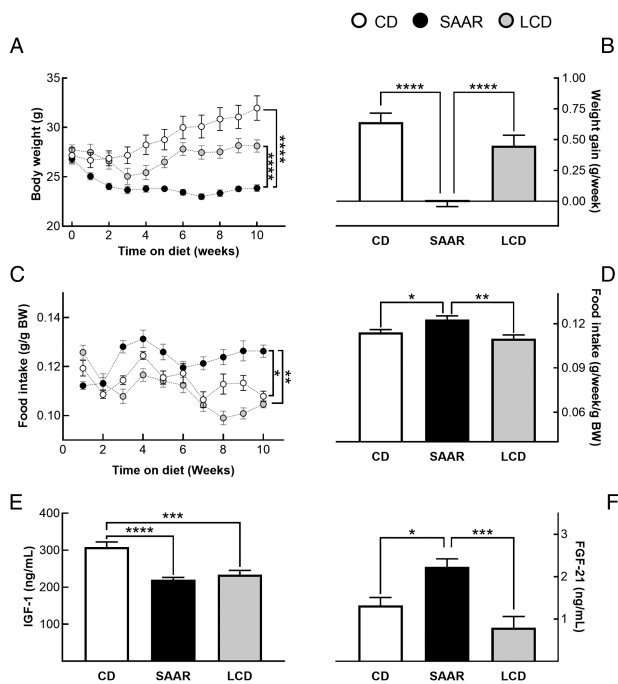 CD SAAR LCD
A
B
35
30
25
20
Body weight (g)
0 2 4 6 8 10
Time on diet (weeks)
****
****
**** ****
1.00
0.75
0.50
0.25
0.00
Weight gain (g/week)
CD SAAR LCD
C
D
0.14
0.12
0.10
Food intake (g/g BW)
0 2 4 6 8 10
Time on diet (Weeks)
*
**
* **
0.12
0.09
0.06
Food intake (g/week/g BW)
CD SAAR LCD
E
F
400
300
200
100
IGF-1 (ng/mL)
***
****
CD SAAR LCD
* ***
3
2
1
FGF-21 (ng/mL)
CD SAAR LCD